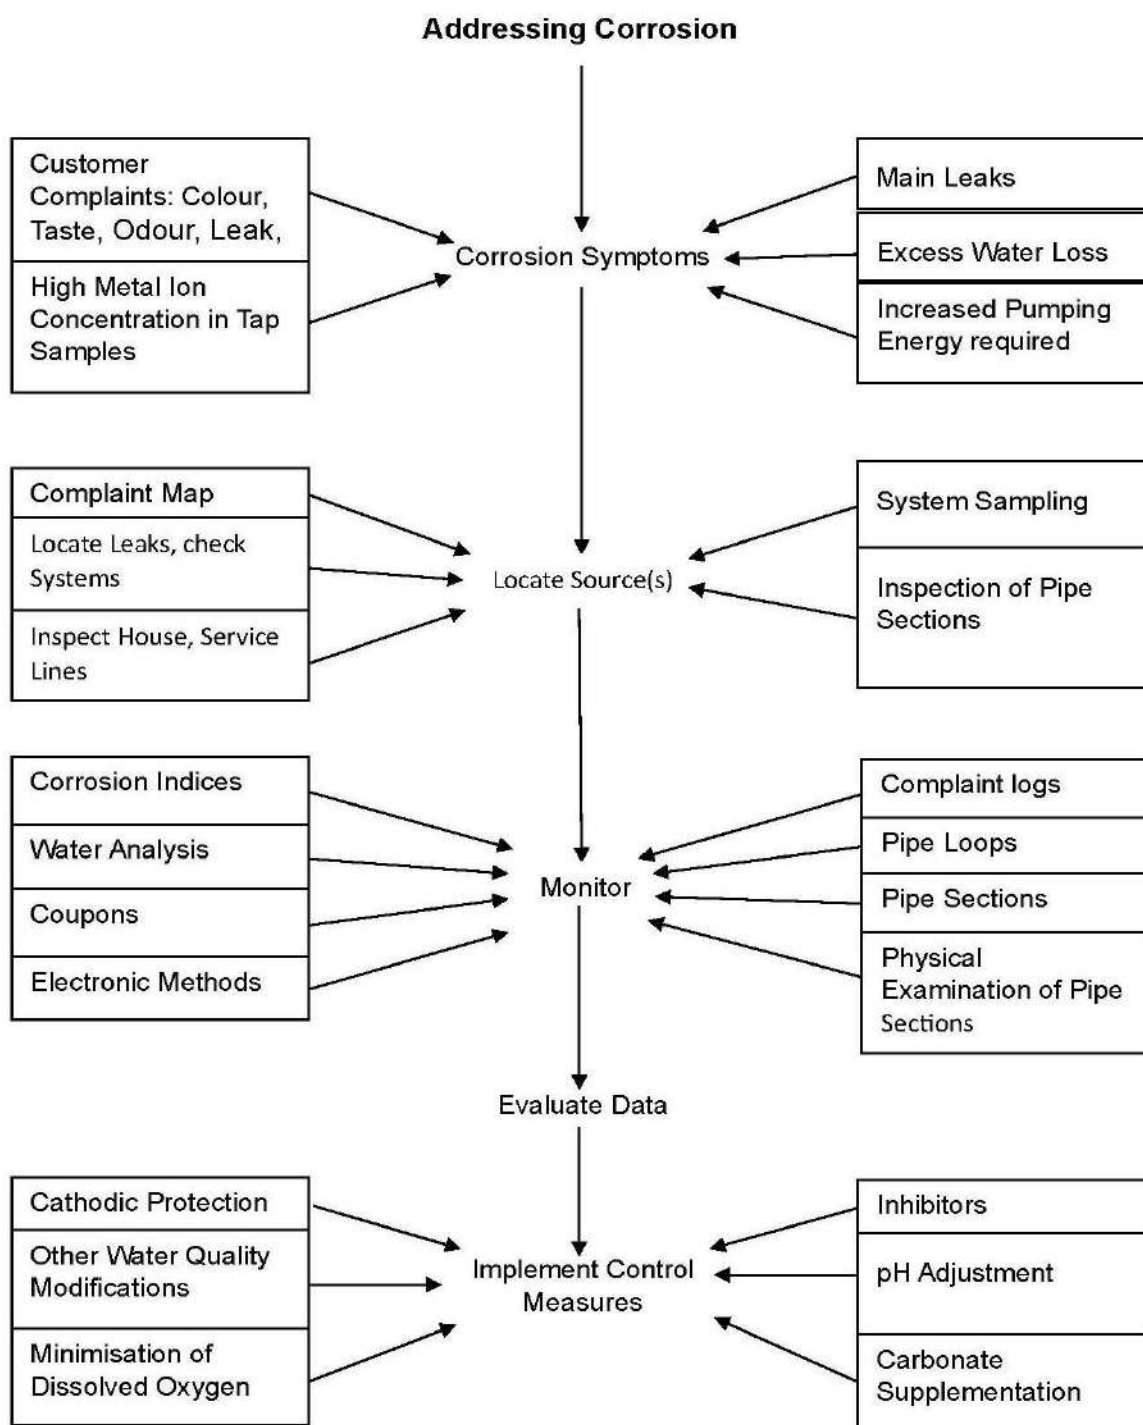 Addressing Corrosion
Customer
Complaints: Colour,
Taste, Odour, Leak,
High Metal Ion
Concentration in Tap
Samples
Corrosion Symptoms
Main Leaks
Excess Water Loss
Increased Pumping
Energy required
Complaint Map
Locate Leaks, check
Systems
Inspect House, Service
Lines
Locate Source(s)
System Sampling
Inspection of Pipe
Sections
Corrosion Indices
Water Analysis
Coupons
Electronic Methods
Monitor
Complaint logs
Pipe Loops
Pipe Sections
Physical
Examination of Pipe
Sections
Evaluate Data
Cathodic Protection
Other Water Quality
Modifications
Minimisation of
Dissolved Oxygen
Implement Control
Measures
Inhibitors
pH Adjustment
Carbonate
Supplementation